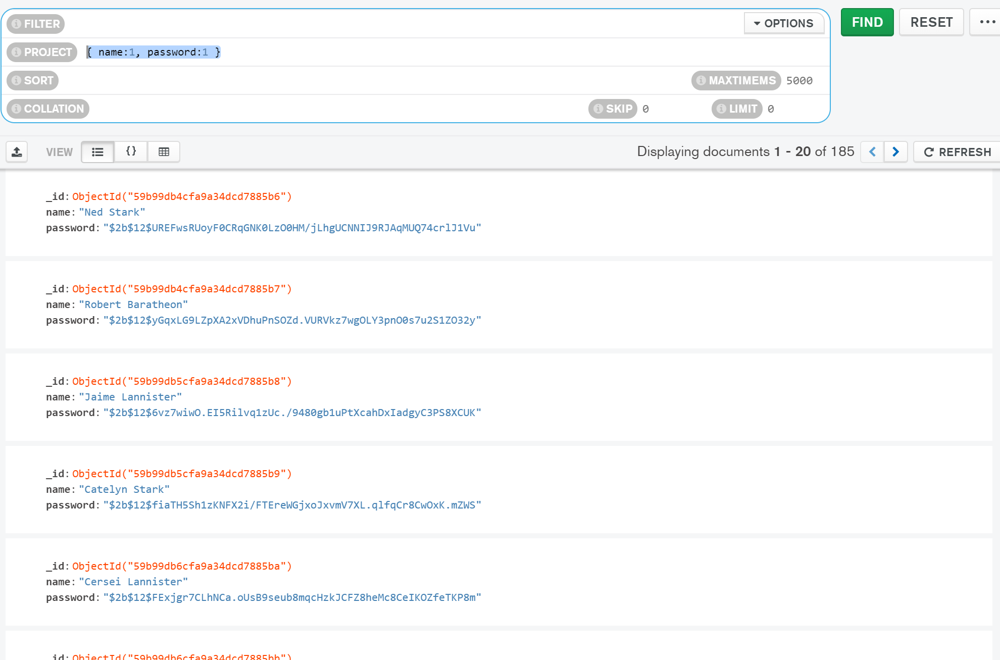 FILTER
OPTIONS
FIND
RESET
PROJECT { name:1, password:1 }
SORT
MAXTIMEMS 5000
COLLATION
SKIP 0
LIMIT 0
VIEW
{}
Displaying documents 1 - 20 of 185
REFRESH
_id: ObjectId("59b99db4cfa9a34dcd7885b6")
name: "Ned Stark"
password: "$2b$12$UREFwsRUoyF0CRqGNK0LzO0HM/jLhgUCNNIJ9RJAqMUQ74crlJ1Vu"
_id: ObjectId("59b99db4cfa9a34dcd7885b7")
name: "Robert Baratheon"
password: "$2b$12$yGqxLG9LZpXA2xVDhuPnSOZd.VURVkz7wgOLY3pnO0s7u2S1ZO32y"
_id: ObjectId("59b99db5cfa9a34dcd7885b8")
name: "Jaime Lannister"
password: "$2b$12$6vz7wiwO.EI5Rilvq1zUc./9480gb1uPtXcahDxIadgyC3PS8XCUK"
_id: ObjectId("59b99db5cfa9a34dcd7885b9")
name: "Catelyn Stark"
password: "$2b$12$fiaTH5Sh1zKNFX2i/FTEreWGjxoJxvmV7XL.qlfqCr8CwOxK.mZWS"
_id: ObjectId("59b99db6cfa9a34dcd7885ba")
name: "Cersei Lannister"
password: "$2b$12$FExjgr7CLhNCa.oUsB9seub8mqcHzkJCFZ8heMc8CeIKOZfeTKP8m"
_id: ObjectId("59b99db6cfa9a34dcd7885bb")